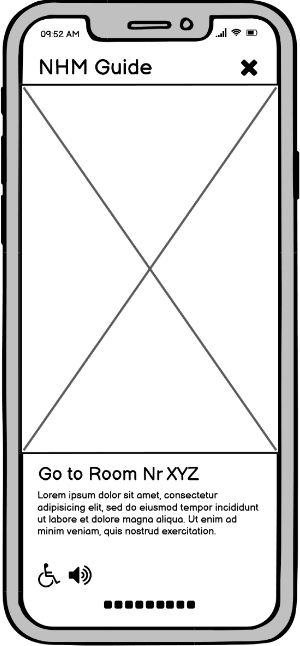 09:52 AM
NHM Guide
Go to Room Nr XYZ
Lorem ipsum dolor sit amet, consectetur
adipisicing elit, sed do eiusmod tempor incididunt
ut labore et dolore magna aliqua. Ut enim ad
minim veniam, quis nostrud exercitation.